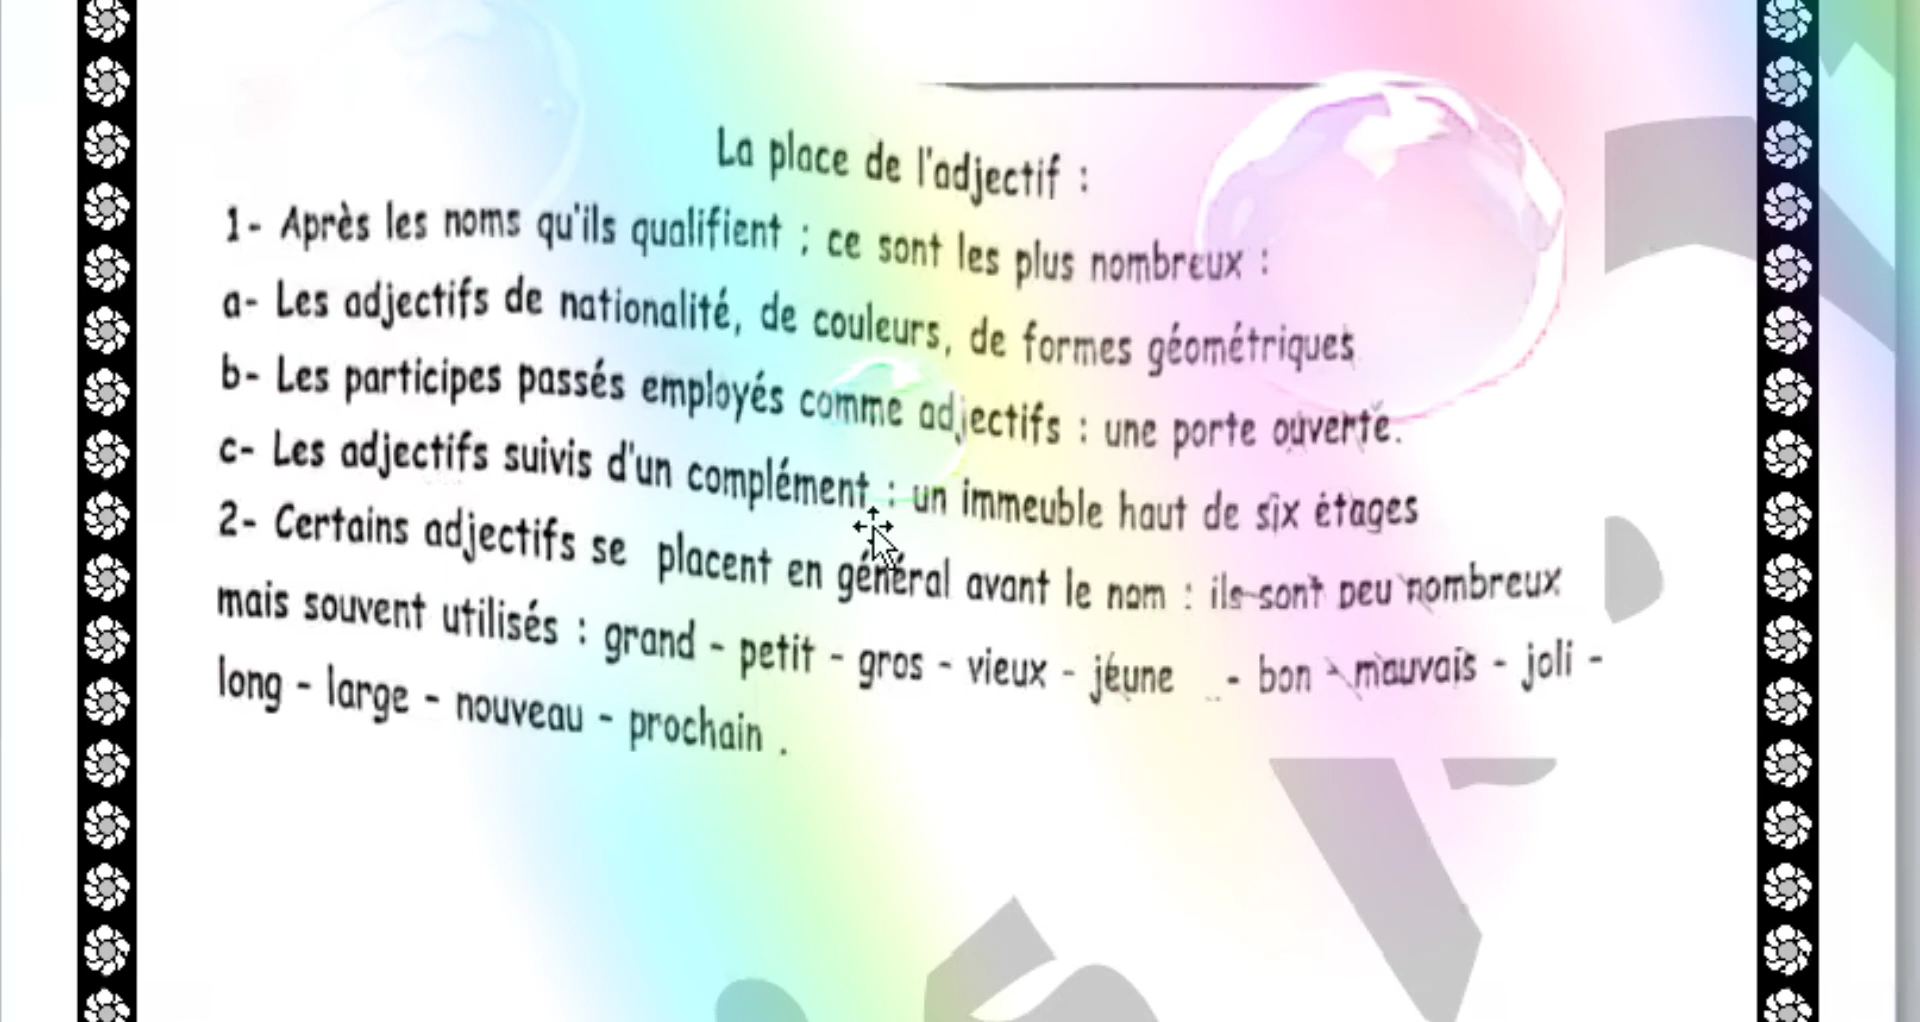 La place de l'adjectif :
1- Après les noms qu'ils qualifient ; ce sont les plus nombreux :
a- Les adjectifs de nationalité, de couleurs, de formes géométriques
b- Les participes passés employés comme adjectifs : une porte ouverte.
c- Les adjectifs suivis d'un complément : un immeuble haut de six étages
2- Certains adjectifs se placent en général avant le nom : ils sont peu nombreux
mais souvent utilisés : grand - petit - gros - vieux - jeune - bon - mauvais - joli -
long - large - nouveau - prochain .